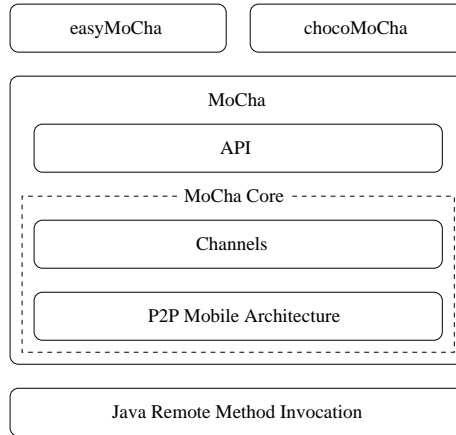 easyMoCha chocoMoCha
MoCha
API
MoCha Core
Channels
P2P Mobile Architecture
Java Remote Method Invocation